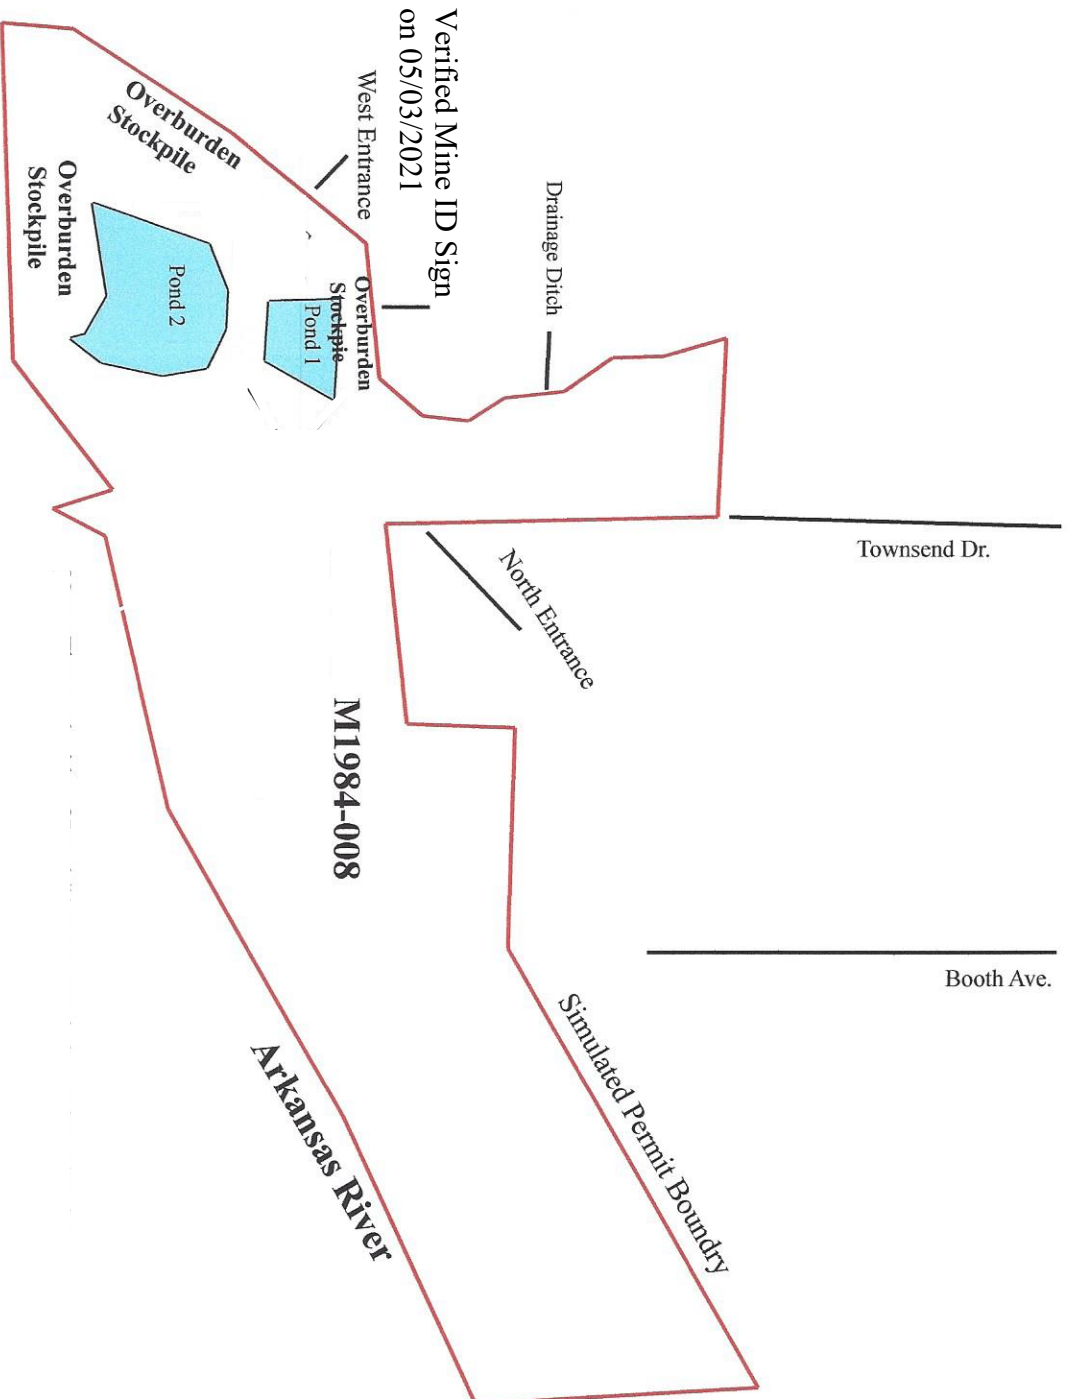 Verified Mine ID Sign
on 05/03/2021
West Entrance
Drainage Ditch
Townsend Dr.
North Entrance
Booth Ave.
Overburden
Stockpile
Overburden
Stockpie
Pond 1
Pond 2
Overburden
Stockpile
M1984-008
Simulated Permit Boundry
Arkansas River